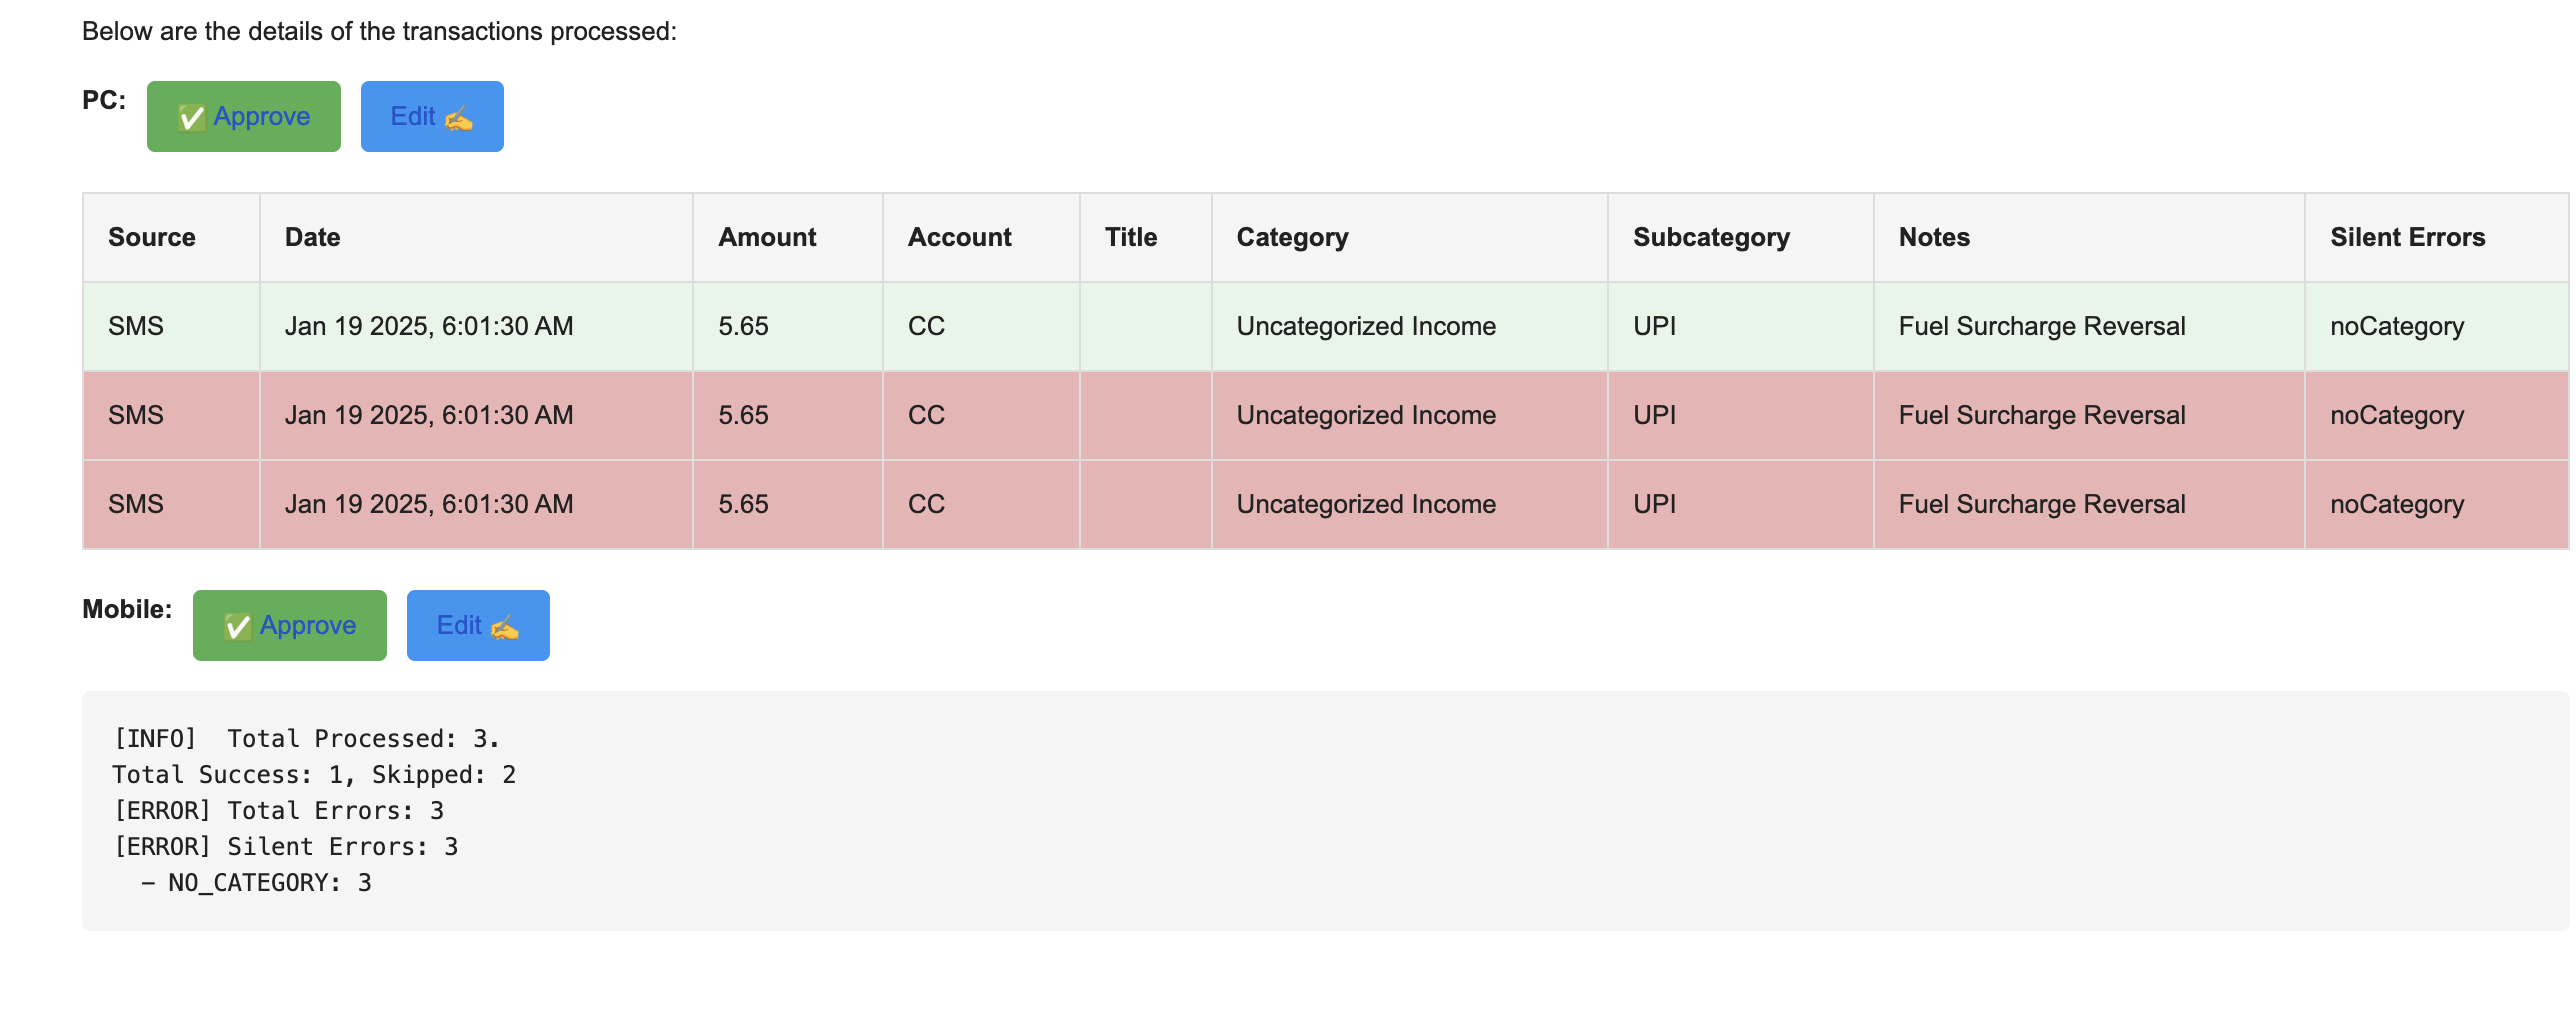 Below are the details of the transactions processed:
PC: ✅ Approve Edit ✍️
Source Date Amount Account Title Category Subcategory Notes Silent Errors
SMS Jan 19 2025, 6:01:30 AM 5.65 CC Uncategorized Income UPI Fuel Surcharge Reversal noCategory
SMS Jan 19 2025, 6:01:30 AM 5.65 CC Uncategorized Income UPI Fuel Surcharge Reversal noCategory
SMS Jan 19 2025, 6:01:30 AM 5.65 CC Uncategorized Income UPI Fuel Surcharge Reversal noCategory
Mobile: ✅ Approve Edit ✍️
[INFO]  Total Processed: 3.
Total Success: 1, Skipped: 2
[ERROR] Total Errors: 3
[ERROR] Silent Errors: 3
  – NO_CATEGORY: 3